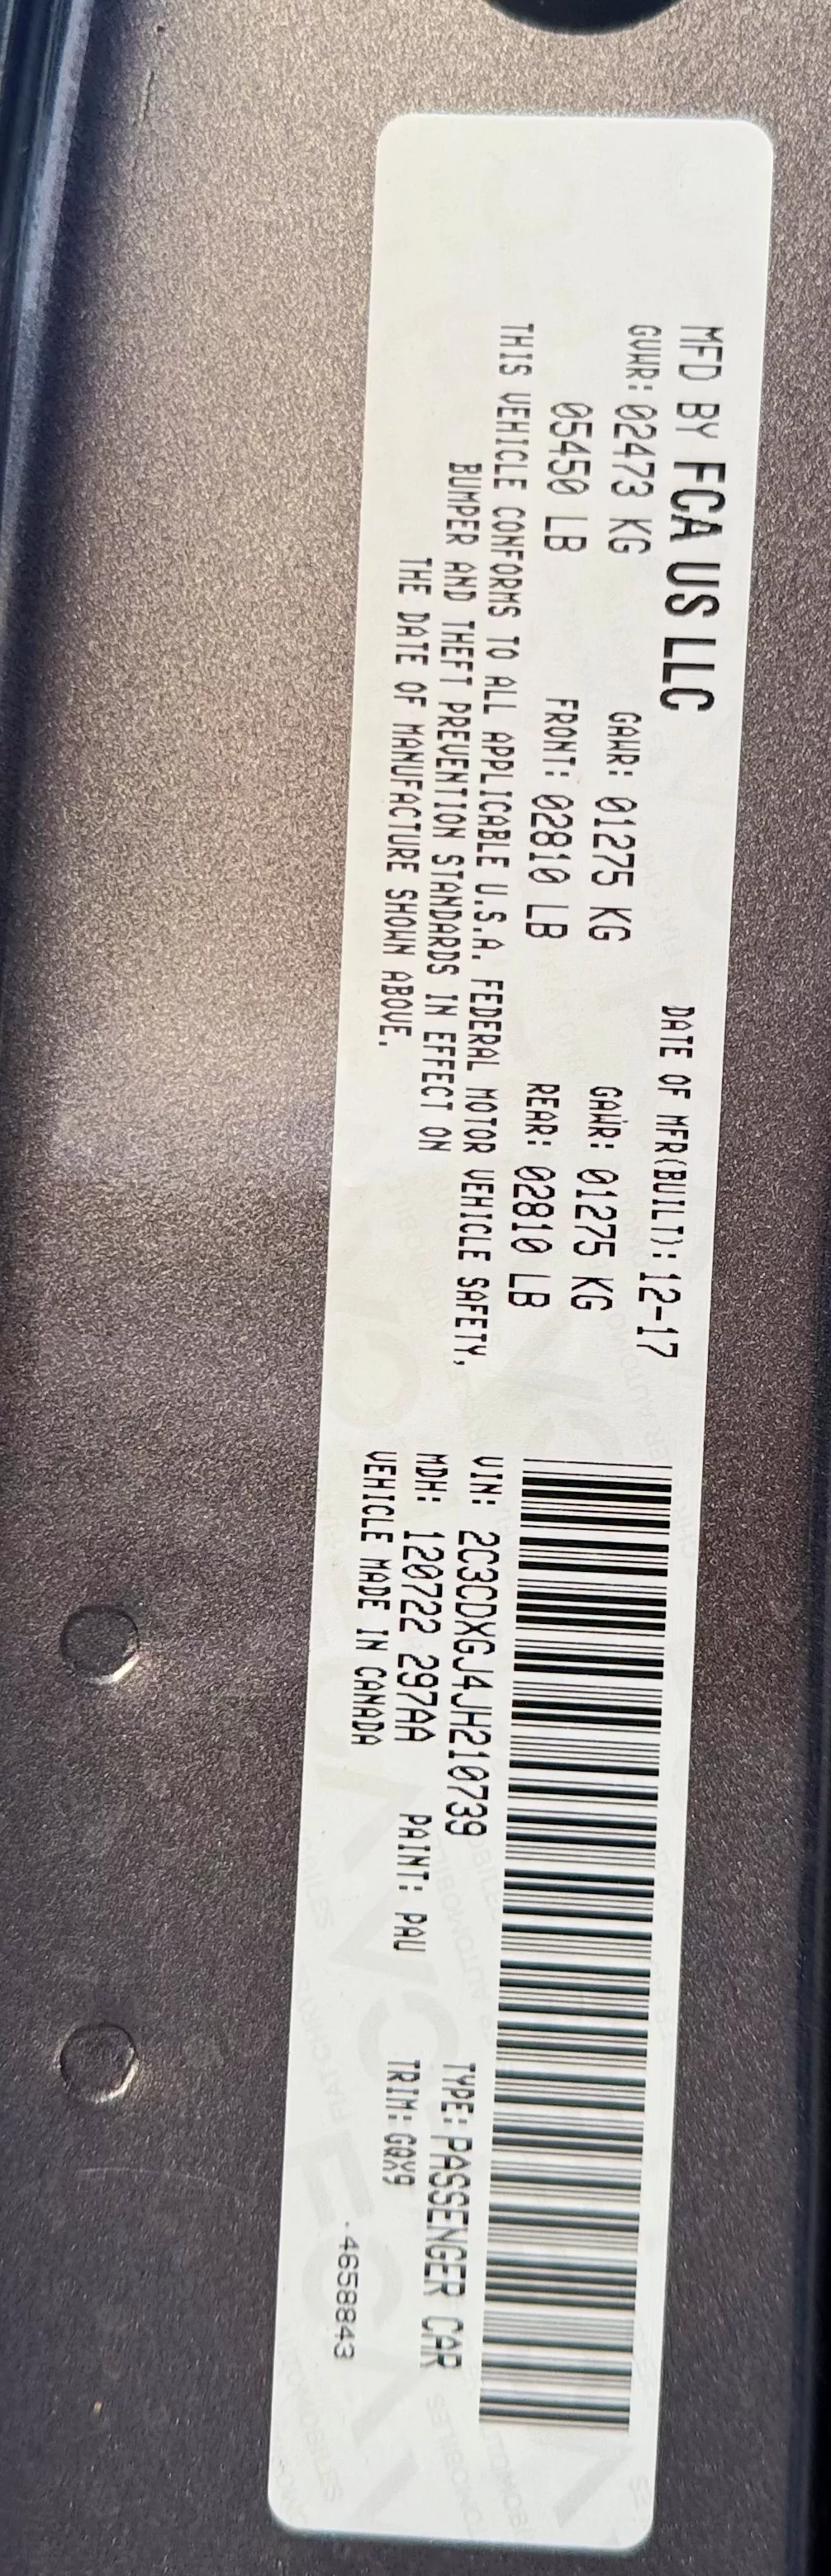 MFD BY FCA US LLC DATE OF MFR(BUILT): 12-17
GVWR: 02473 KG GAWR: 01275 KG GAWR: 01275 KG
05450 LB FRONT: 02810 LB REAR: 02810 LB
THIS VEHICLE CONFORMS TO ALL APPLICABLE U.S.A. FEDERAL MOTOR VEHICLE SAFETY,
BUMPER AND THEFT PREVENTION STANDARDS IN EFFECT ON
THE DATE OF MANUFACTURE SHOWN ABOVE.
VIN: 2C3CDXGJ4JH210739 TYPE: PASSENGER CAR
MDH: 120722 297AA PAINT: PAU TRIM: GQX9
VEHICLE MADE IN CANADA
.4658843